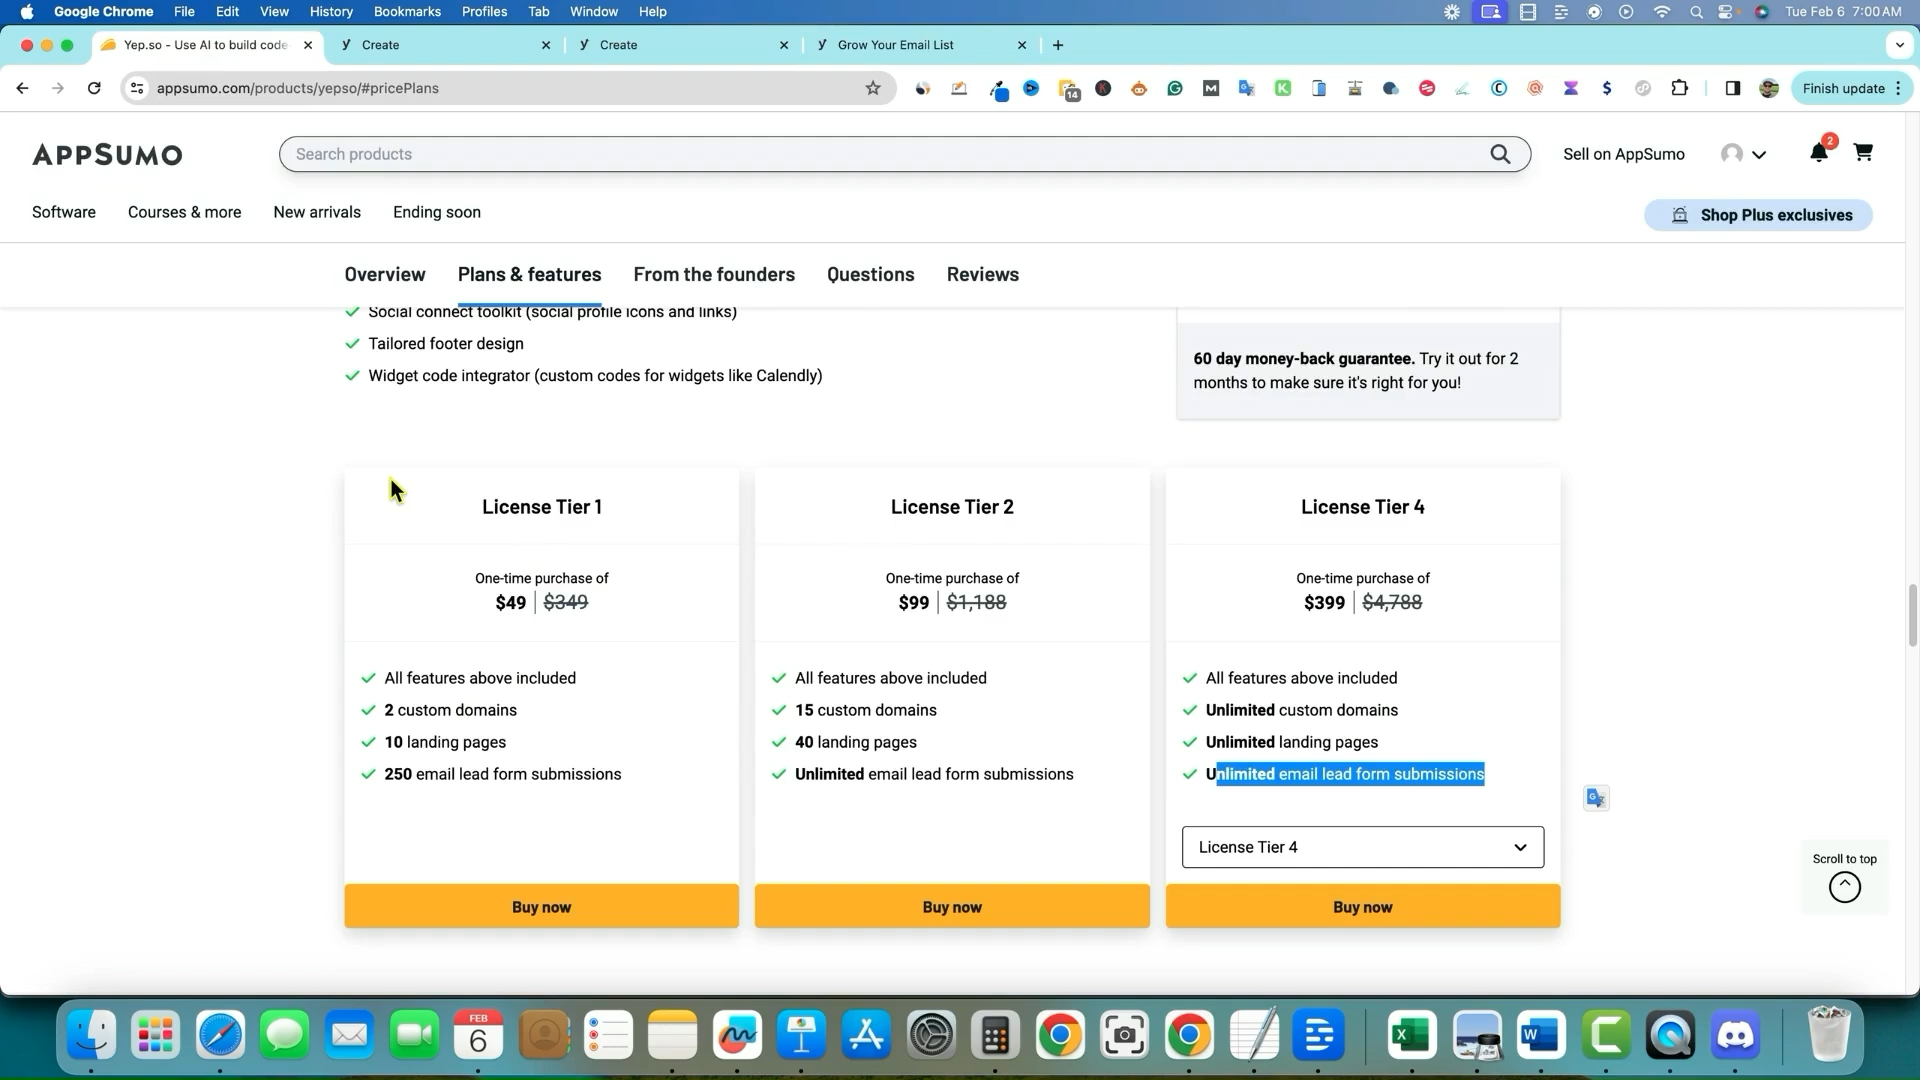 Google Chrome File Edit View History Bookmarks Profiles Tab Window Help Tue Feb 6 7:00 AM
Yep.so - Use AI to build code Create Create Grow Your Email List
appsumo.com/products/yepso/#pricePlans 14 Finish update
APPSUMO Search products Sell on AppSumo 2
Software Courses & more New arrivals Ending soon Shop Plus exclusives
Overview Plans & features From the founders Questions Reviews
Social connect toolkit (social profile icons and links)
Tailored footer design
Widget code integrator (custom codes for widgets like Calendly)
60 day money-back guarantee. Try it out for 2
months to make sure it's right for you!
License Tier 1
One-time purchase of
$49 $349
All features above included
2 custom domains
10 landing pages
250 email lead form submissions
Buy now
License Tier 2
One-time purchase of
$99 $1,188
All features above included
15 custom domains
40 landing pages
Unlimited email lead form submissions
Buy now
License Tier 4
One-time purchase of
$399 $4,788
All features above included
Unlimited custom domains
Unlimited landing pages
Unlimited email lead form submissions
License Tier 4
Buy now
Scroll to top
FEB
6